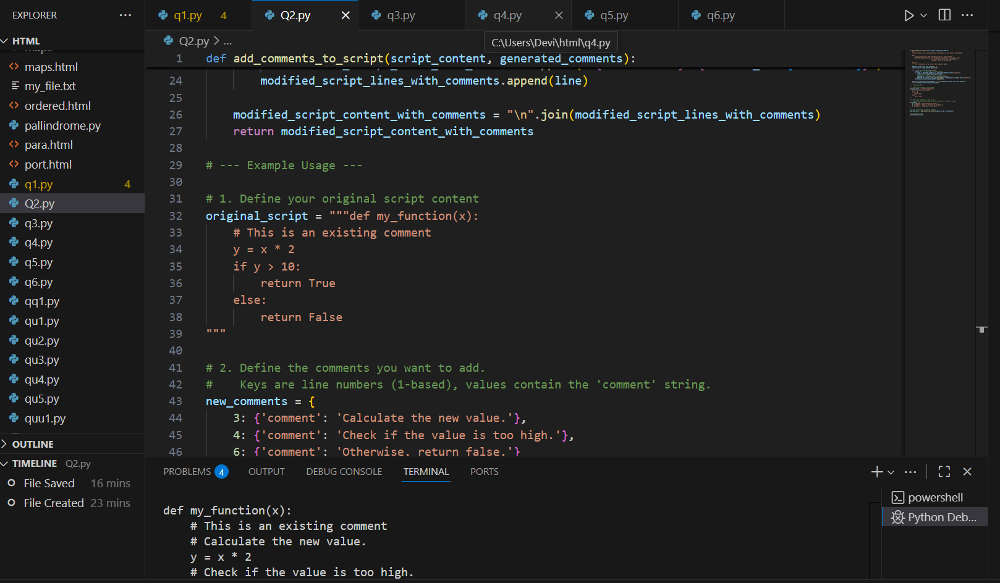 EXPLORER
HTML
maps.html
my_file.txt
ordered.html
pallindrome.py
para.html
port.html
q1.py 4
Q2.py
q3.py
q4.py
q5.py
q6.py
qq1.py
qu1.py
qu2.py
qu3.py
qu4.py
qu5.py
quu1.py
OUTLINE
TIMELINE Q2.py
File Saved 16 mins
File Created 23 mins
q1.py 4
Q2.py
q3.py
q4.py
q5.py
q6.py
Q2.py > ...
C:\Users\Devi\html\q4.py
1 def add_comments_to_script(script_content, generated_comments):
24 modified_script_lines_with_comments.append(line)
25
26 modified_script_content_with_comments = "\n".join(modified_script_lines_with_comments)
27 return modified_script_content_with_comments
28
29 # --- Example Usage ---
30
31 # 1. Define your original script content
32 original_script = """def my_function(x):
33 # This is an existing comment
34 y = x * 2
35 if y > 10:
36 return True
37 else:
38 return False
39 """
40
41 # 2. Define the comments you want to add.
42 # Keys are line numbers (1-based), values contain the 'comment' string.
43 new_comments = {
44 3: {'comment': 'Calculate the new value.'},
45 4: {'comment': 'Check if the value is too high.'},
46 6: {'comment': 'Otherwise, return false.'}
PROBLEMS 4 OUTPUT DEBUG CONSOLE TERMINAL PORTS
def my_function(x):
# This is an existing comment
# Calculate the new value.
y = x * 2
# Check if the value is too high.
powershell
Python Deb...